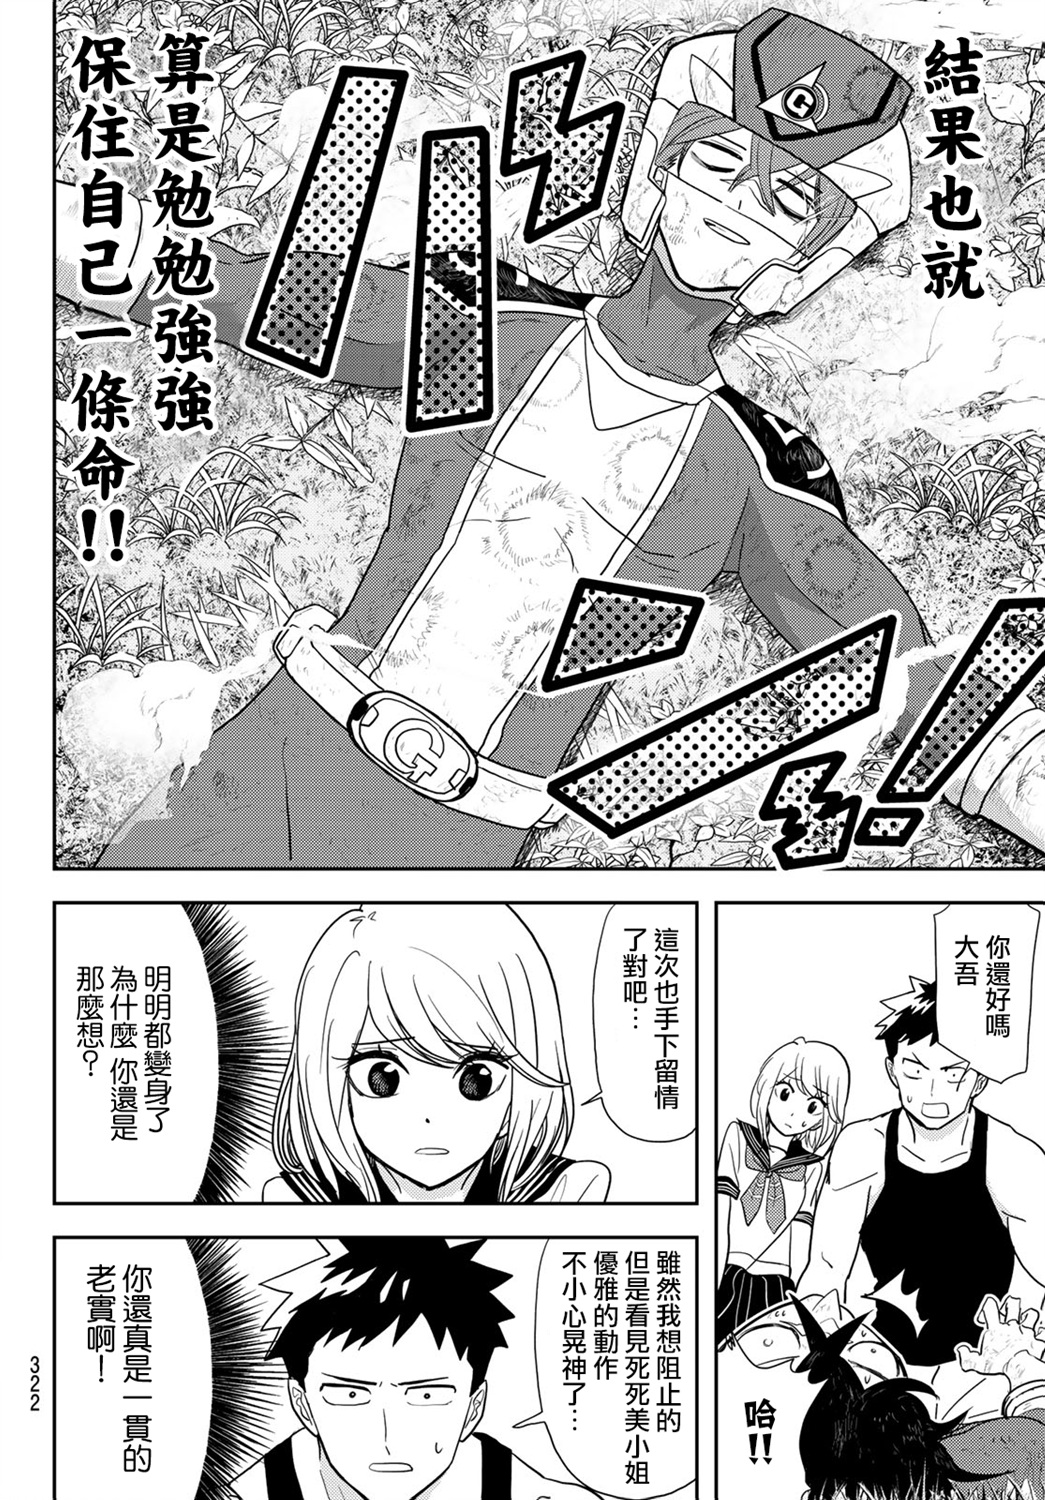 結果也就
算是勉勉強強
保住自己一條命!!
バターン!!
G
G
你還好嗎
大吾
哈!!
這次也手下留情
了對吧…
明明都變身了
為什麼 你還是
那麼想?
雖然我想阻止的
但是看見死死美小姐
優雅的動作
不小心晃神了…
你還真是一貫的
老實啊!
322